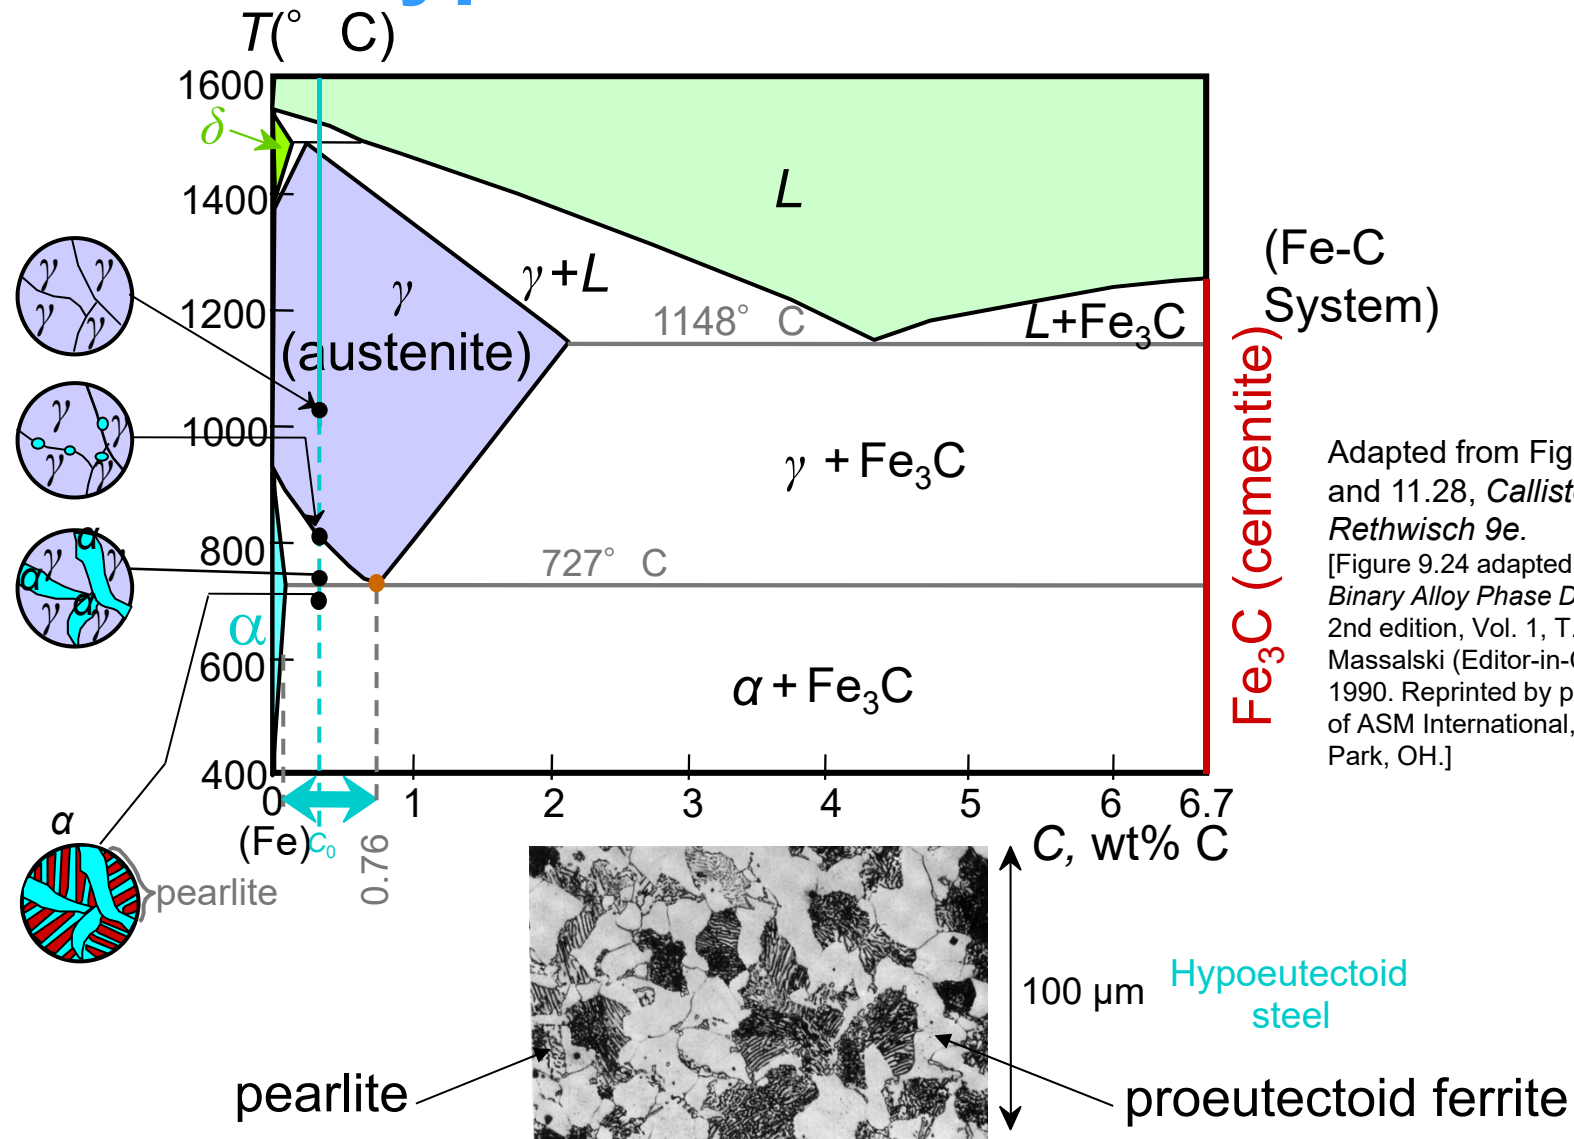 T(° C)
1600
δ
1400
L
γ γ
γ γ
γ
(austenite)
γ+L
1200
1148° C
L+Fe₃C
(Fe-C
System)
1000
γ γ
γ γ
γ + Fe₃C
Fe₃C (cementite)
Adapted from Fig
and 11.28, Callist
Rethwisch 9e.
[Figure 9.24 adapted
Binary Alloy Phase D
2nd edition, Vol. 1, T.
Massalski (Editor-in-C
1990. Reprinted by p
of ASM International,
Park, OH.]
800
727° C
α
γ γ
α
α
γ γ
α
600
α + Fe₃C
400
0 1 2 3 4 5 6 6.7
(Fe) C₀
0.76
C, wt% C
α
pearlite
100 μm
Hypoeutectoid
steel
pearlite
proeutectoid ferrite